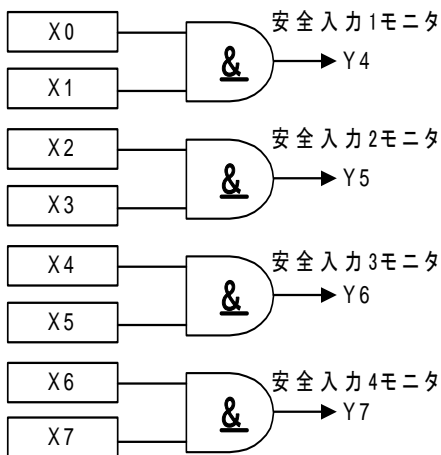 X0
安全入力1モニタ
&
Y4
X1
X2
安全入力2モニタ
&
Y5
X3
X4
安全入力3モニタ
&
Y6
X5
X6
安全入力4モニタ
&
Y7
X7